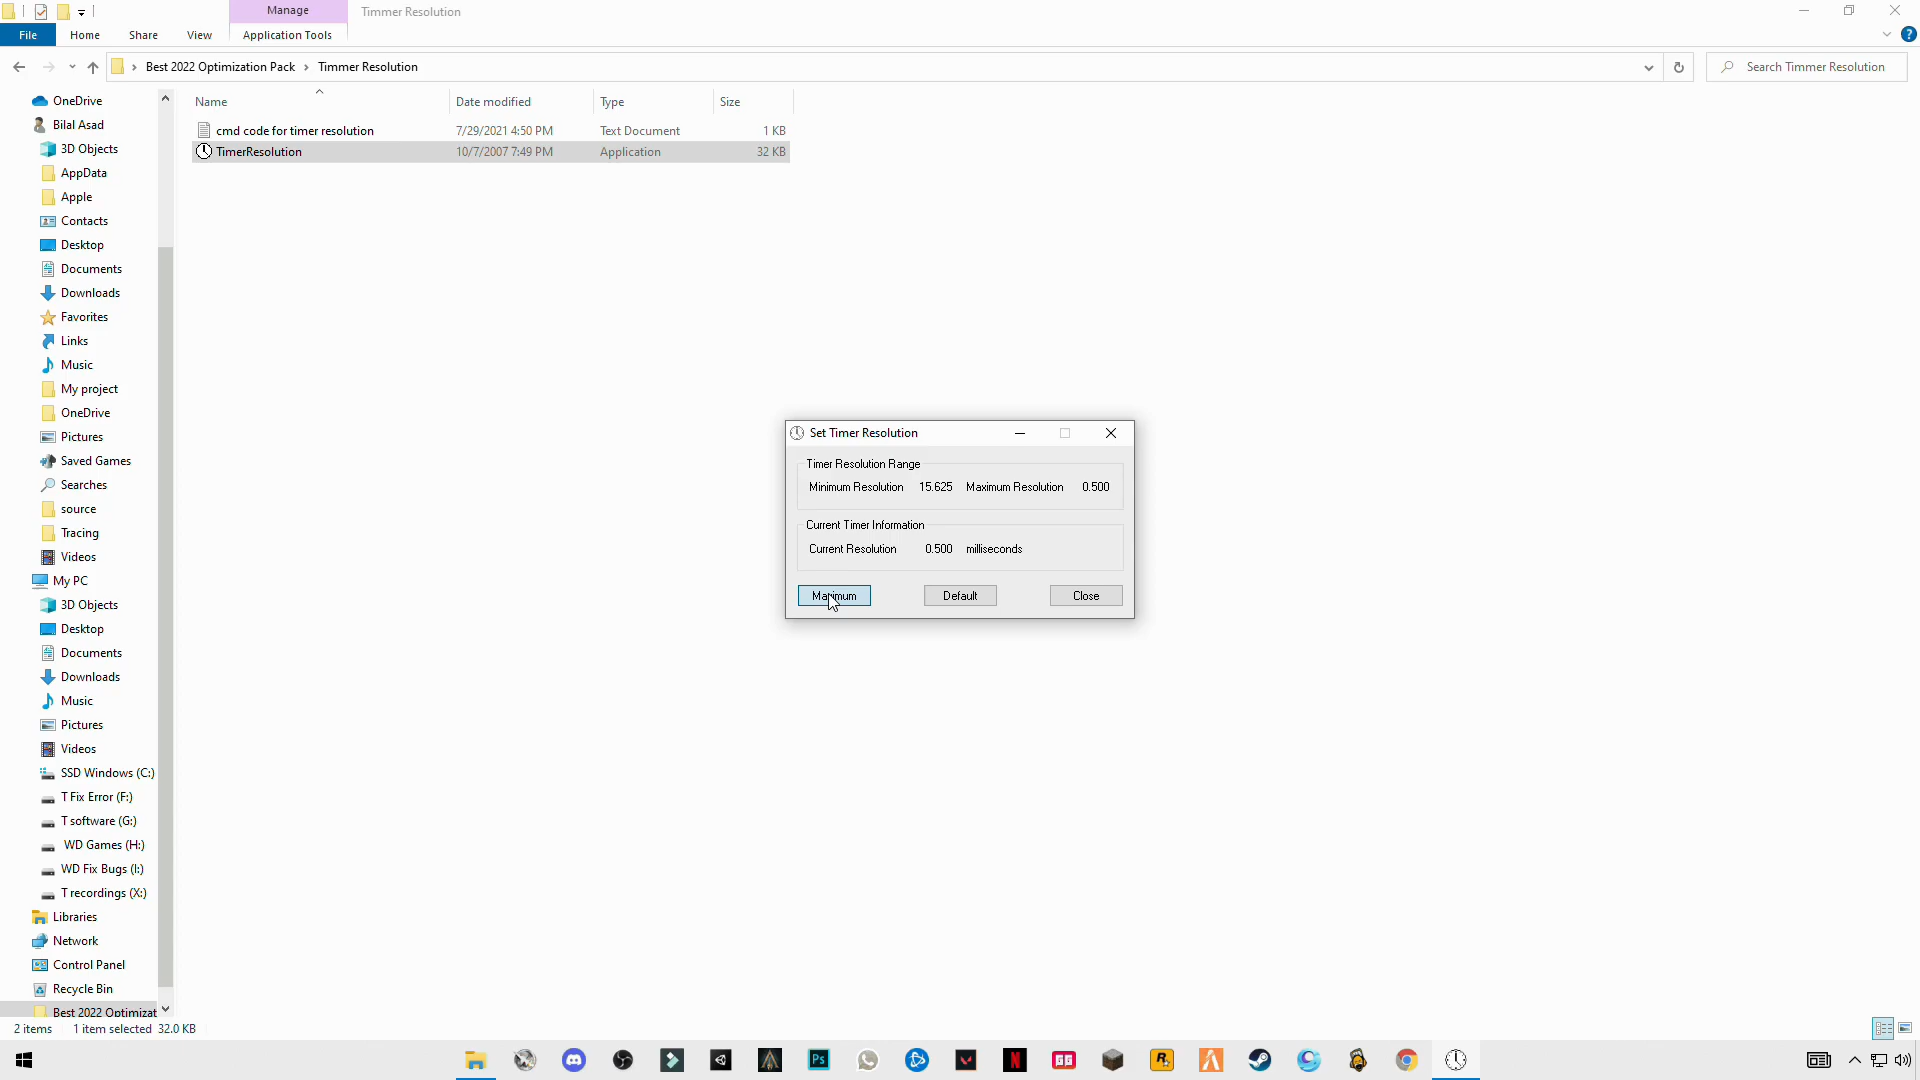 Manage
Timmer Resolution
File
Home
Share
View
Application Tools
Best 2022 Optimization Pack
Timmer Resolution
Search Timmer Resolution
Name
Date modified
Type
Size
cmd code for timer resolution
7/29/2021 4:50 PM
Text Document
1 KB
TimerResolution
10/7/2007 7:49 PM
Application
32 KB
OneDrive
Bilal Asad
3D Objects
AppData
Apple
Contacts
Desktop
Documents
Downloads
Favorites
Links
Music
My project
OneDrive
Pictures
Saved Games
Searches
source
Tracing
Videos
My PC
3D Objects
Desktop
Documents
Downloads
Music
Pictures
Videos
SSD Windows (C:)
T Fix Error (F:)
T software (G:)
WD Games (H:)
WD Fix Bugs (I:)
T recordings (X:)
Libraries
Network
Control Panel
Recycle Bin
Best 2022 Optimizat
Set Timer Resolution
Timer Resolution Range
Minimum Resolution 15.625 Maximum Resolution 0.500
Current Timer Information
Current Resolution 0.500 milliseconds
Maximum
Default
Close
2 items
1 item selected 32.0 KB
Ps